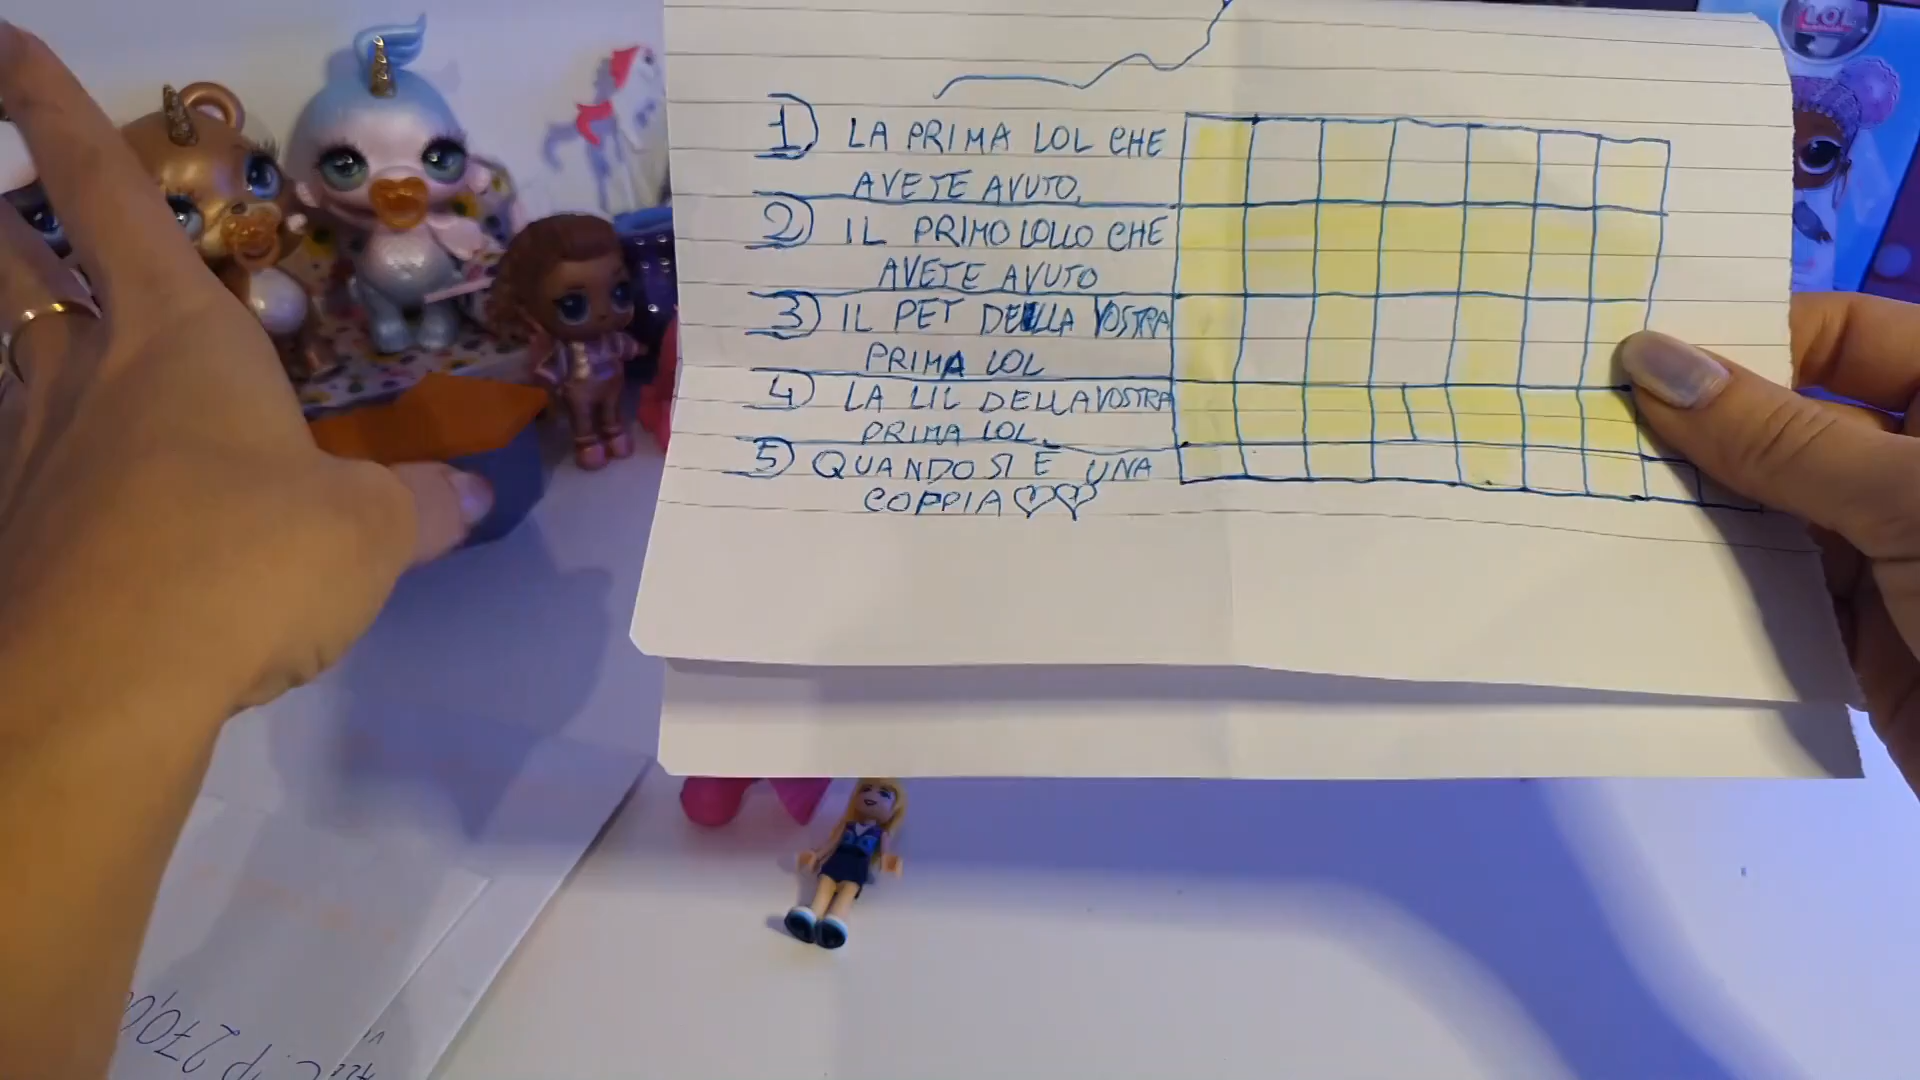 LOL
1) LA PRIMA LOL CHE
AVETE AVUTO.
2) IL PRIMO LOLLO CHE
AVETE AVUTO
3) IL PET DELLA VOSTRA
PRIMA LOL
4) LA LIL DELLA VOSTRA
PRIMA LOL.
5) QUANDO SI È UNA
COPPIA ♡♡